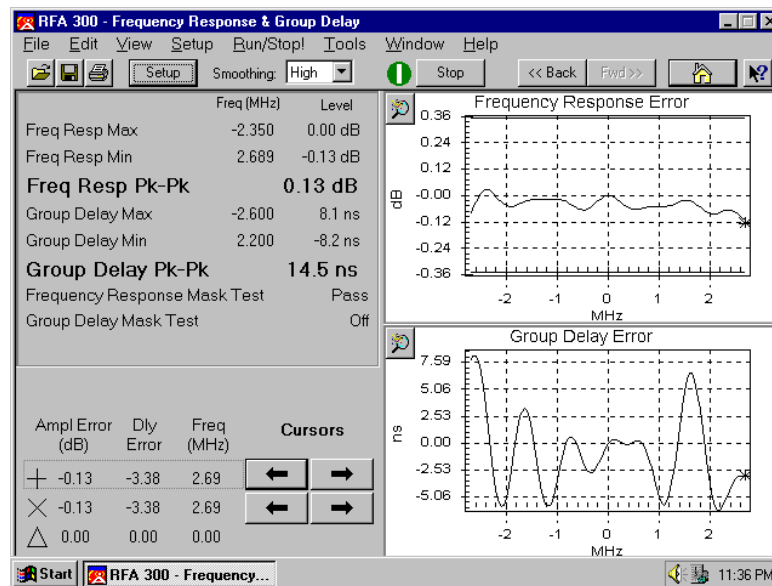 RFA 300 - Frequency Response & Group Delay
File Edit View Setup Run/Stop! Tools Window Help
Setup Smoothing: High Stop << Back Fwd>>
Freq (MHz) Level
Freq Resp Max -2.350 0.00 dB
Freq Resp Min 2.689 -0.13 dB
Freq Resp Pk-Pk 0.13 dB
Group Delay Max -2.600 8.1 ns
Group Delay Min 2.200 -8.2 ns
Group Delay Pk-Pk 14.5 ns
Frequency Response Mask Test Pass
Group Delay Mask Test Off
Ampl Error (dB) Dly Error Freq (MHz) Cursors
-0.13 -3.38 2.69
-0.13 -3.38 2.69
0.00 0.00 0.00
Frequency Response Error
0.36
0.24
0.12
-0.00
-0.12
-0.24
-0.36
dB
-2 -1 0 1 2
MHz
Group Delay Error
7.59
5.06
2.53
0.00
-2.53
-5.06
ns
-2 -1 0 1 2
MHz
Start RFA 300 - Frequency... 11:36 PM